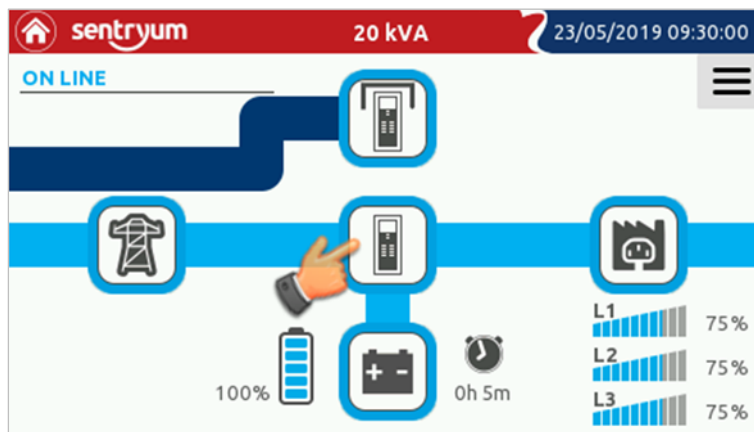 sentryum
20 kVA
23/05/2019 09:30:00
ON LINE
100%
0h 5m
L1
75%
L2
75%
L3
75%